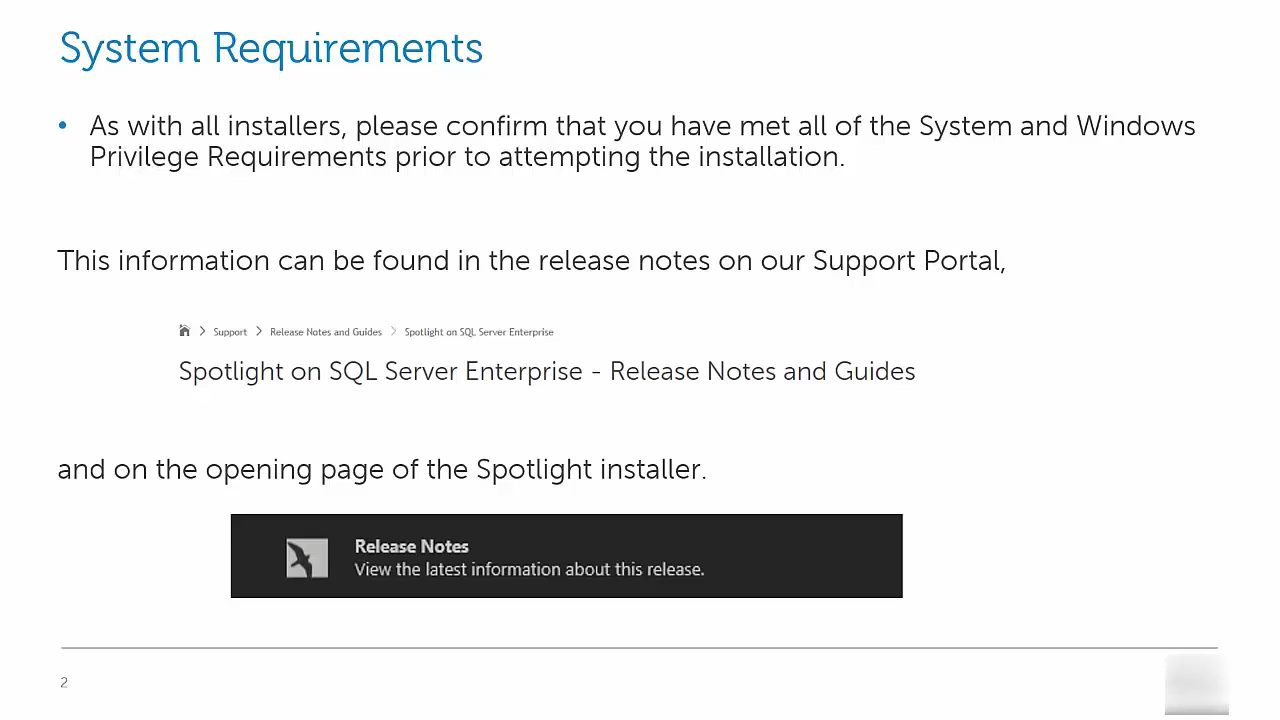 System Requirements
• As with all installers, please confirm that you have met all of the System and Windows
Privilege Requirements prior to attempting the installation.
This information can be found in the release notes on our Support Portal,
Support > Release Notes and Guides > Spotlight on SQL Server Enterprise
Spotlight on SQL Server Enterprise - Release Notes and Guides
and on the opening page of the Spotlight installer.
Release Notes
View the latest information about this release.
2